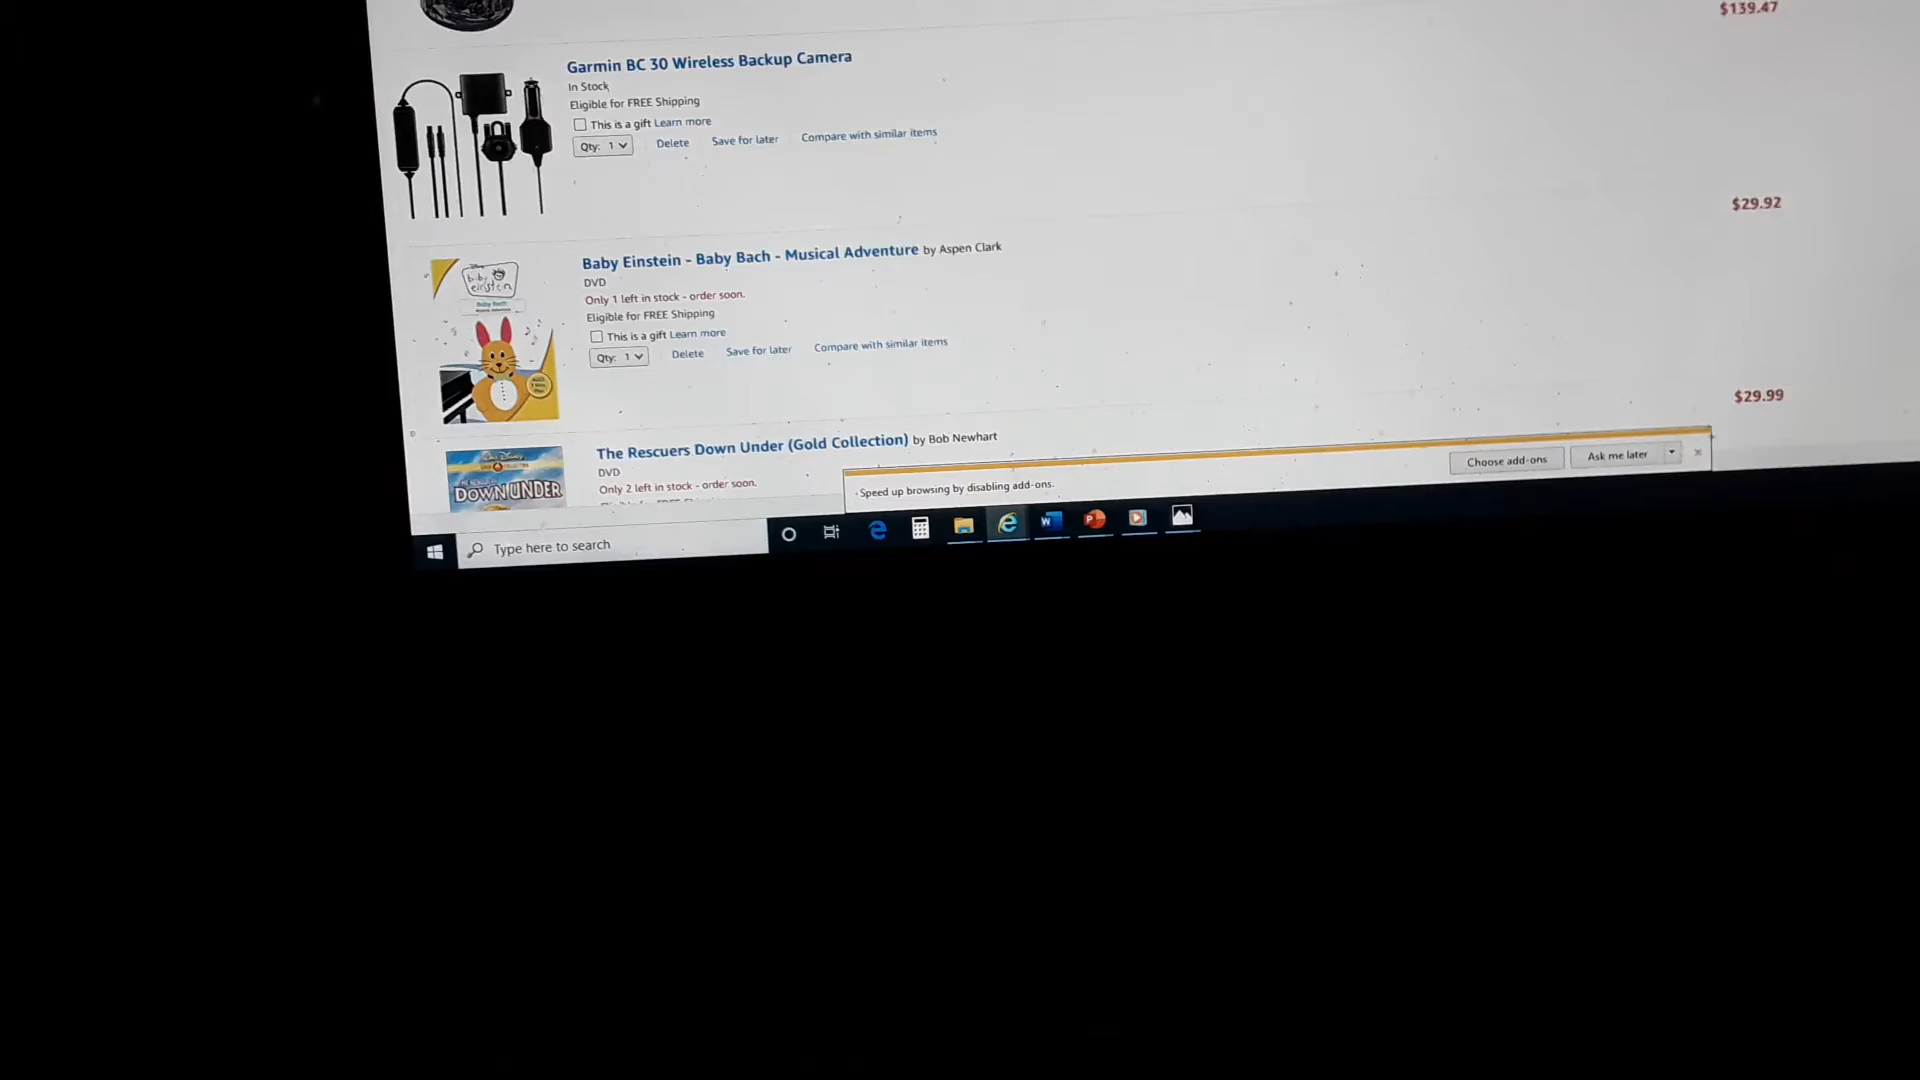 $139.47
Garmin BC 30 Wireless Backup Camera
In Stock
Eligible for FREE Shipping
This is a gift Learn more
Qty: 1 Delete Save for later Compare with similar items
$29.92
Baby Einstein - Baby Bach - Musical Adventure by Aspen Clark
DVD
Only 1 left in stock - order soon.
Eligible for FREE Shipping
This is a gift Learn more
Qty: 1 Delete Save for later Compare with similar items
baby
einstein
Baby Bach
$29.99
The Rescuers Down Under (Gold Collection) by Bob Newhart
DVD
Only 2 left in stock - order soon.
DOWN UNDER
Speed up browsing by disabling add-ons.
Choose add-ons Ask me later
Type here to search